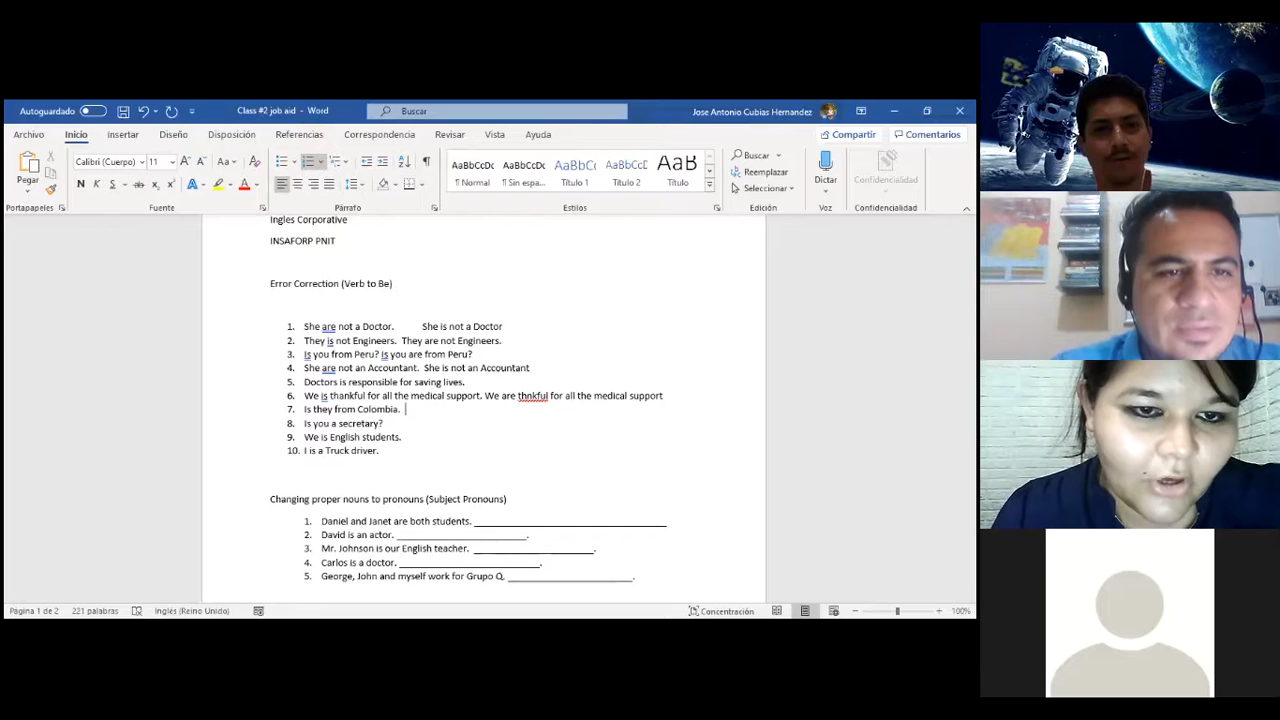 Autoguardado
Class #2 job aid - Word
Buscar
Jose Antonio Cubias Hernandez
Archivo Inicio Insertar Diseño Disposición Referencias Correspondencia Revisar Vista Ayuda
Compartir Comentarios
Pegar
Calibri (Cuerpo) 11
N K S
AaBbCcDc AaBbCcDc AaBbCc AaBbCcD AaB
¶ Normal ¶ Sin espa... Título 1 Título 2 Título
Buscar
Reemplazar
Seleccionar
Dictar
Confidencialidad
Portapapeles Fuente Párrafo Estilos Edición Voz Confidencialidad
Ingles Corporative
INSAFORP PNIT
Error Correction (Verb to Be)
1. She are not a Doctor. She is not a Doctor
2. They is not Engineers. They are not Engineers.
3. Is you from Peru? Is you are from Peru?
4. She are not an Accountant. She is not an Accountant
5. Doctors is responsible for saving lives.
6. We is thankful for all the medical support. We are thnkful for all the medical support
7. Is they from Colombia.
8. Is you a secretary?
9. We is English students.
10. I is a Truck driver.
Changing proper nouns to pronouns (Subject Pronouns)
1. Daniel and Janet are both students. ____________________
2. David is an actor. ____________________.
3. Mr. Johnson is our English teacher. ____________________.
4. Carlos is a doctor. ____________________.
5. George, John and myself work for Grupo Q, ____________________.
Página 1 de 2 221 palabras Inglés (Reino Unido) Concentración 100%